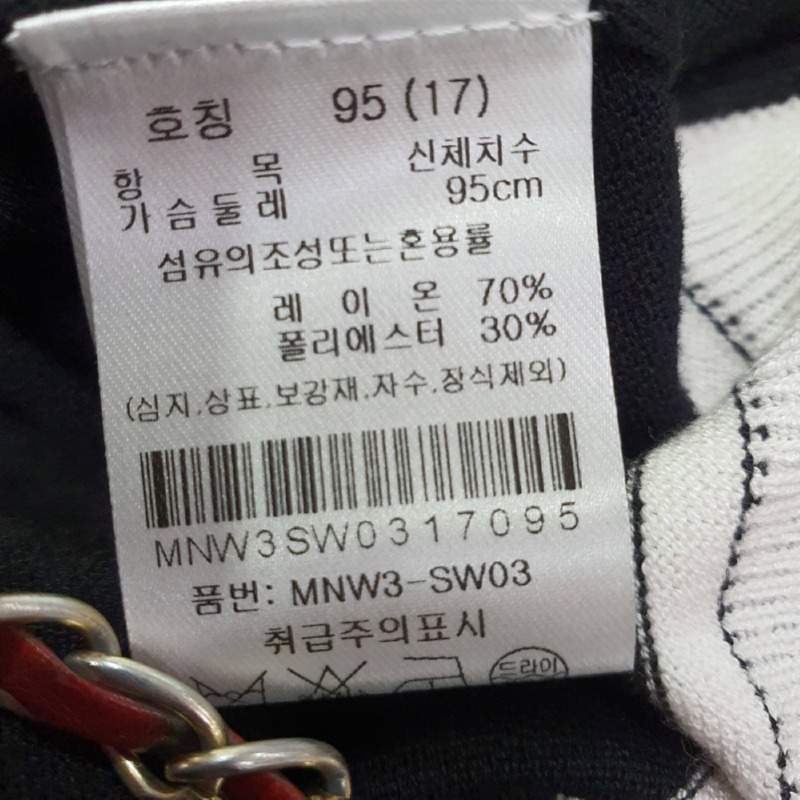 호칭 95 (17)
항 목 신체치수
가슴둘레 95cm
섬유의조성또는혼용률
레 이 온 70%
폴리에스터 30%
(심지,상표,보강재,자수,장식제외)
MNW3SW0317095
품번: MNW3-SW03
취급주의표시
드라이